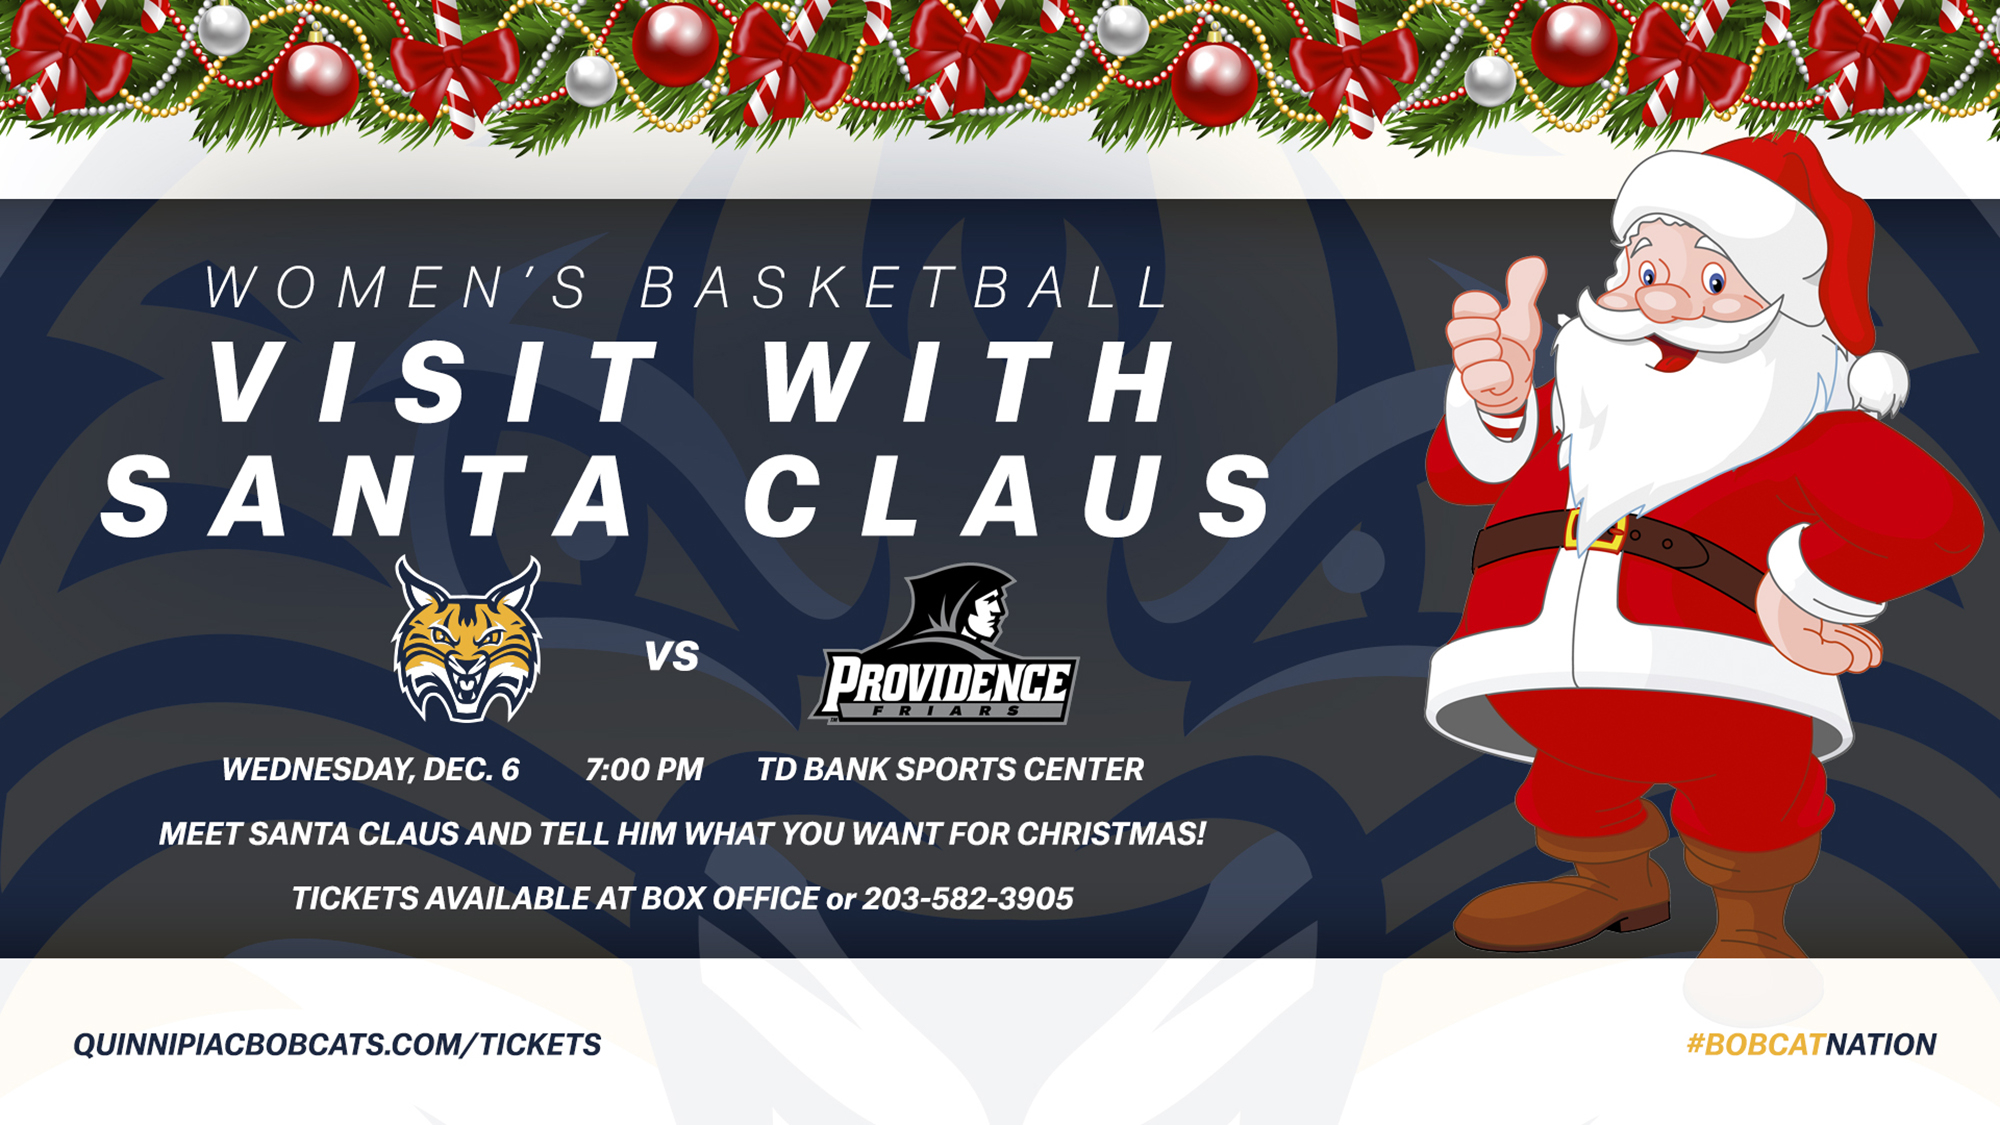 WOMEN'S BASKETBALL
VISIT WITH
SANTA CLAUS
VS
PROVIDENCE
FRIARS
TM
WEDNESDAY, DEC. 6 7:00 PM TD BANK SPORTS CENTER
MEET SANTA CLAUS AND TELL HIM WHAT YOU WANT FOR CHRISTMAS!
TICKETS AVAILABLE AT BOX OFFICE or 203-582-3905
QUINNIPIACBOBCATS.COM/TICKETS
#BOBCATNATION